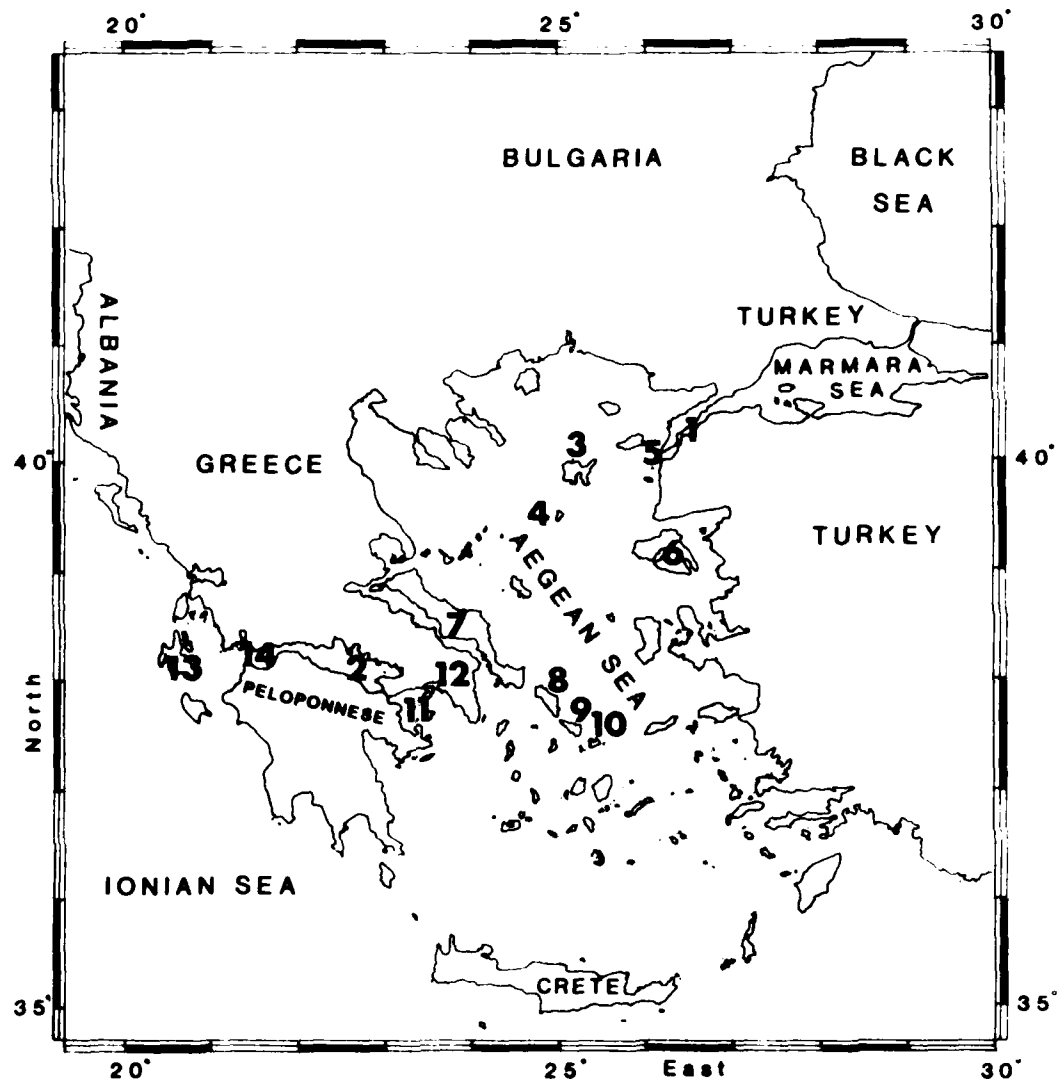 20° 25° 30°
BULGARIA
BLACK
SEA
ALBANIA
TURKEY
MARMARA
SEA
GREECE
40° 40°
1
3
5
4
TURKEY
AEGEAN SEA
6
7
13 14 2 12
8
PELOPONNESE
11
9
10
North
IONIAN SEA
CRETE
35° 35°
20° 25° East 30°